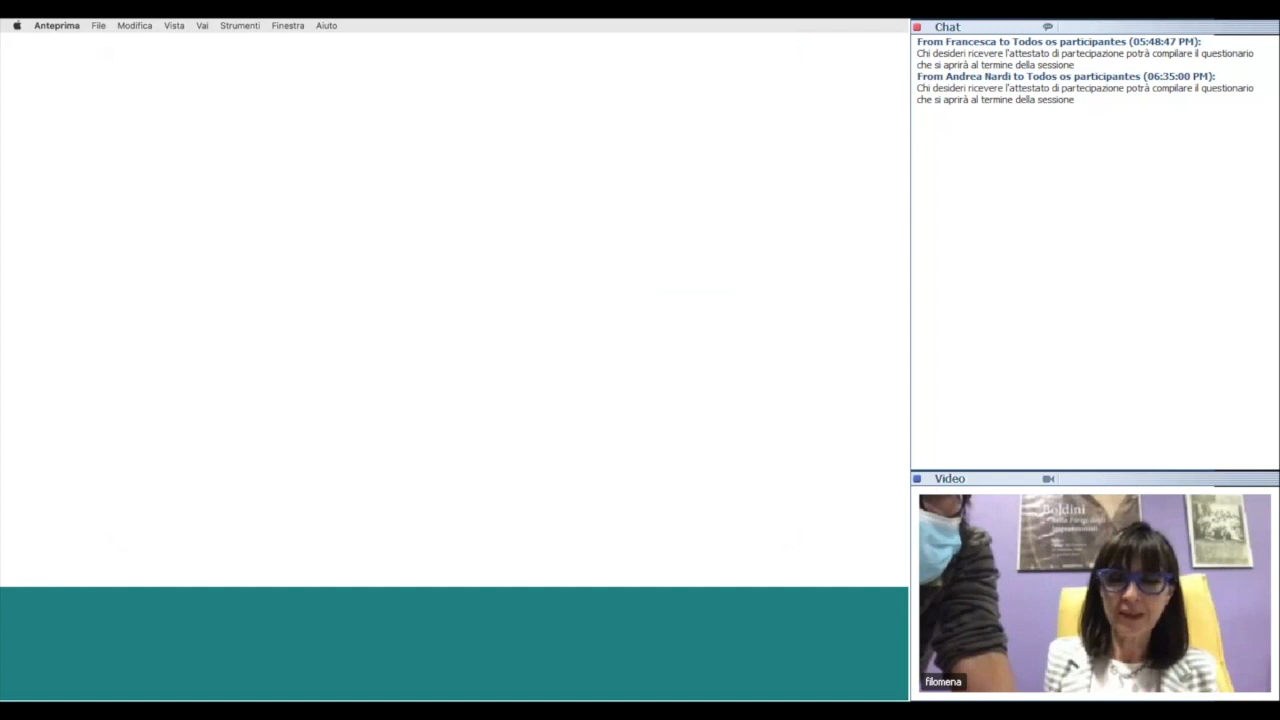 Anteprima File Modifica Vista Vai Strumenti Finestra Aiuto
Chat
From Francesca to Todos os participantes (05:48:47 PM):
Chi desideri ricevere l'attestato di partecipazione potrà compilare il questionario
che si aprirà al termine della sessione
From Andrea Nardi to Todos os participantes (06:35:00 PM):
Chi desideri ricevere l'attestato di partecipazione potrà compilare il questionario
che si aprirà al termine della sessione
Video
Boldini
filomena